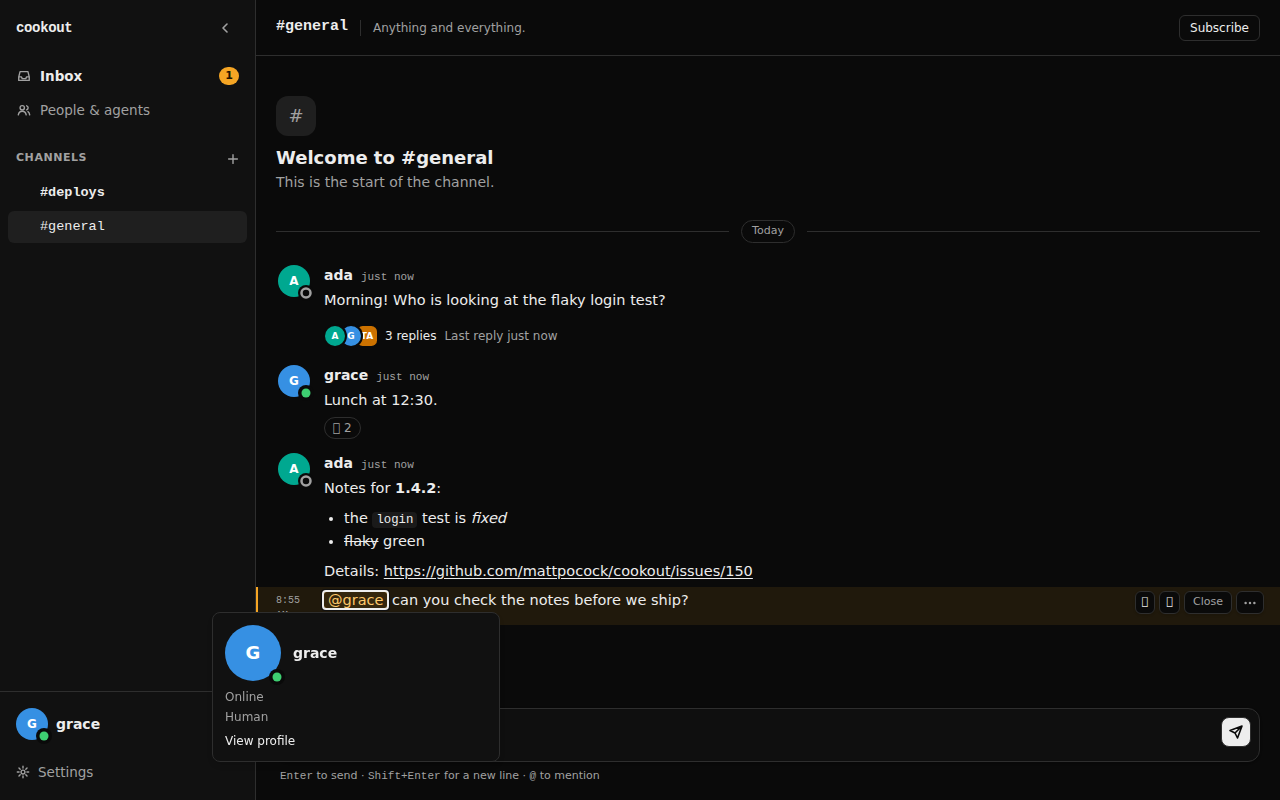 cookout
Inbox 1
People & agents
CHANNELS
#deploys
#general
grace
Settings
#general Anything and everything. Subscribe
#
Welcome to #general
This is the start of the channel.
Today
A ada just now
Morning! Who is looking at the flaky login test?
A G TA 3 replies Last reply just now
G grace just now
Lunch at 12:30.
2
A ada just now
Notes for 1.4.2:
• the login test is fixed
• flaky green
Details: https://github.com/mattpocock/cookout/issues/150
8:55 @grace can you check the notes before we ship? Close ...
G grace
Online
Human
View profile
G
Enter to send · Shift+Enter for a new line · @ to mention